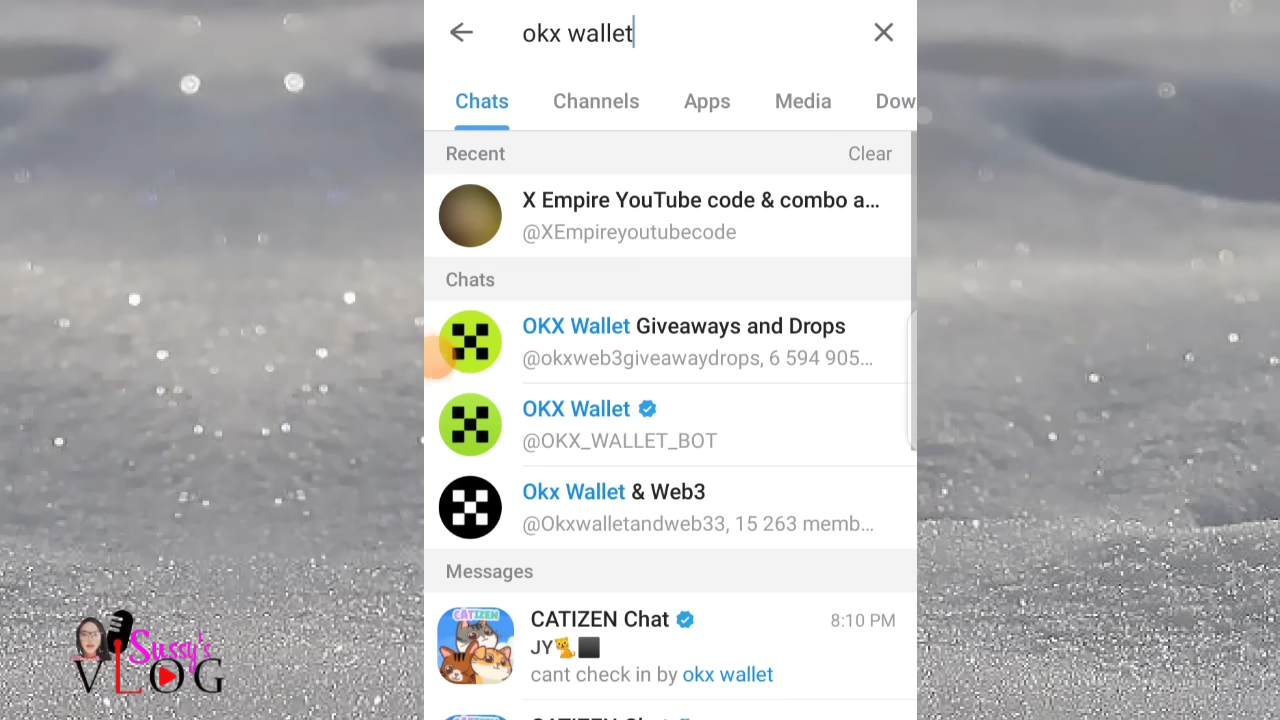 okx wallet
Chats Channels Apps Media Dow
Recent Clear
X Empire YouTube code & combo a...
@XEmpireyoutubecode
Chats
OKX Wallet Giveaways and Drops
@okxweb3giveawaydrops, 6 594 905...
OKX Wallet
@OKX_WALLET_BOT
Okx Wallet & Web3
@Okxwalletandweb33, 15 263 memb...
Messages
CATIZEN
CATIZEN Chat 8:10 PM
JY🐈⬛
cant check in by okx wallet
Sussy's
VLOG